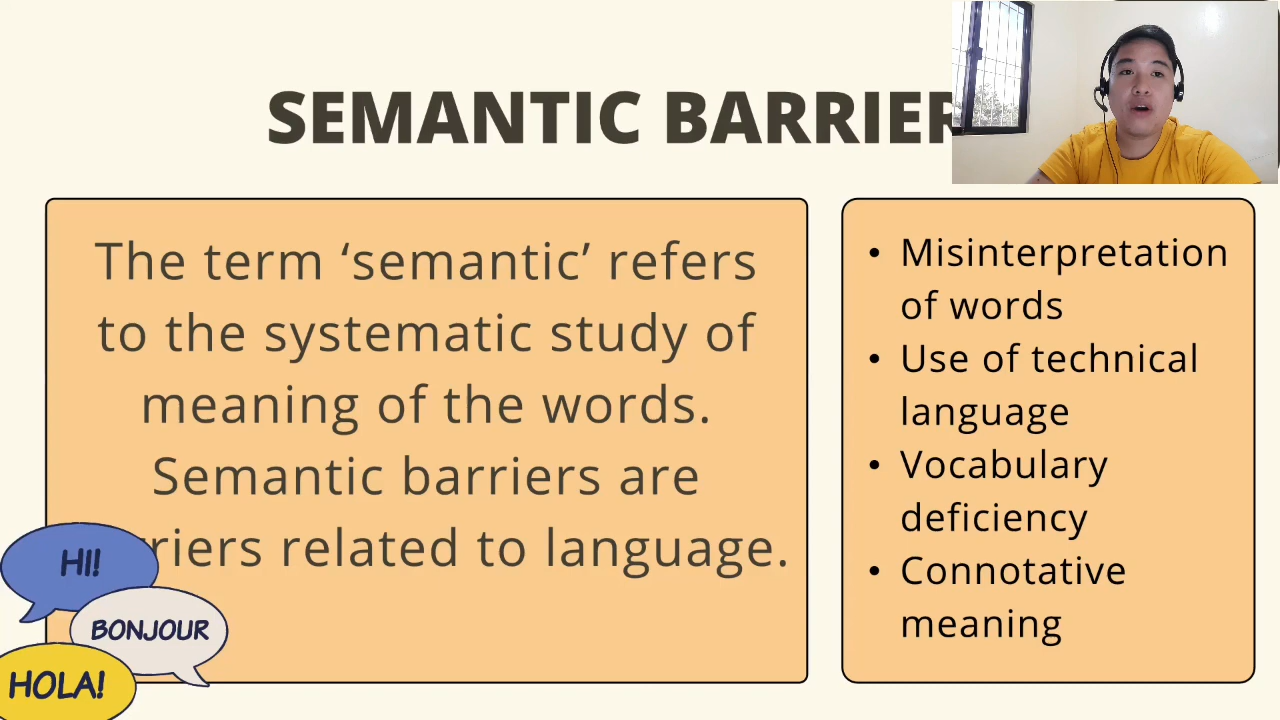 SEMANTIC BARRIER
The term ‘semantic’ refers
to the systematic study of
meaning of the words.
Semantic barriers are
related to language.
• Misinterpretation
of words
• Use of technical
language
• Vocabulary
deficiency
• Connotative
meaning
HI!
BONJOUR
HOLA!